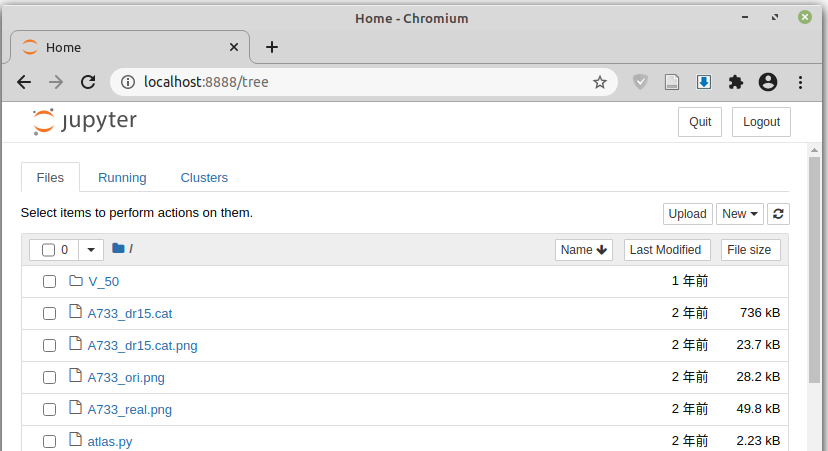 Home - Chromium
Home
localhost:8888/tree
jupyter
Quit Logout
Files Running Clusters
Select items to perform actions on them.
Upload New
0 / Name Last Modified File size
V_50 1 年前
A733_dr15.cat 2 年前 736 kB
A733_dr15.cat.png 2 年前 23.7 kB
A733_ori.png 2 年前 28.2 kB
A733_real.png 2 年前 49.8 kB
atlas.py 2 年前 2.23 kB